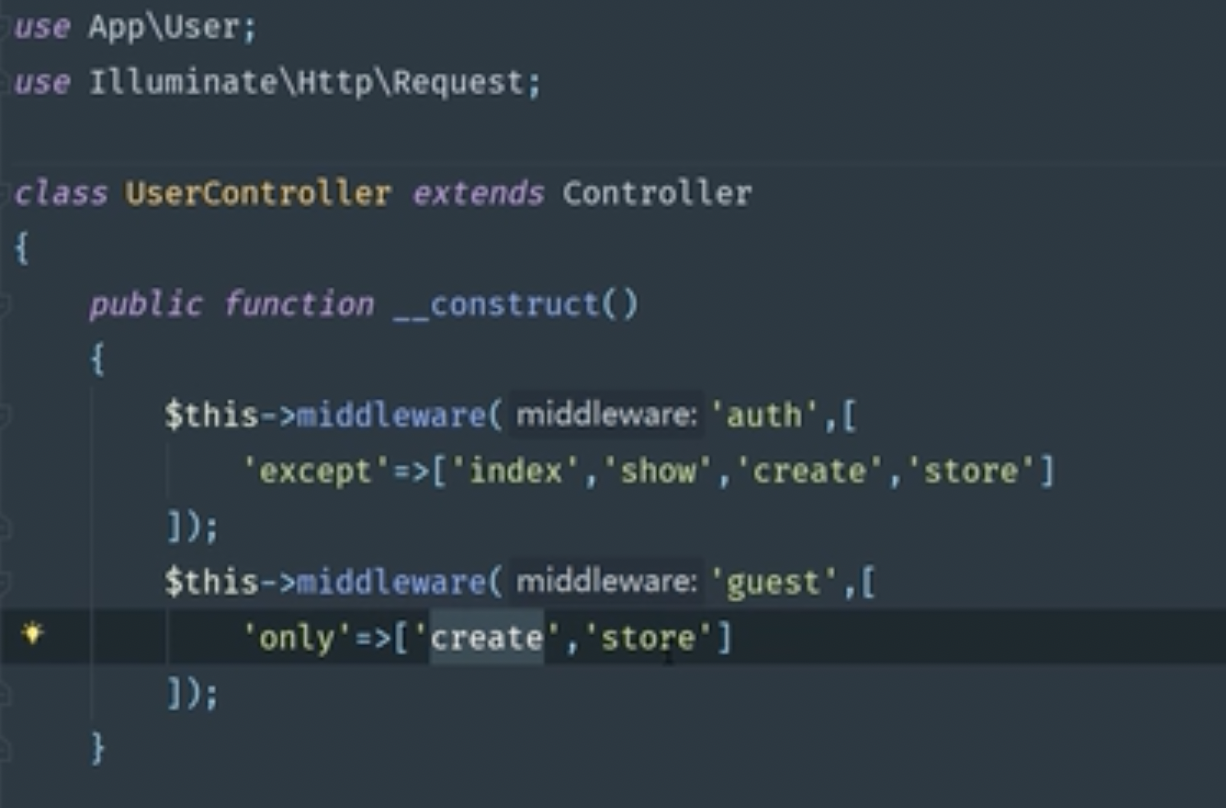 use App\User;
use Illuminate\Http\Request;
class UserController extends Controller
{
public function __construct()
{
$this->middleware( middleware: 'auth',[
'except'=>['index','show','create','store']
]);
$this->middleware( middleware: 'guest',[
'only'=>['create','store']
]);
}